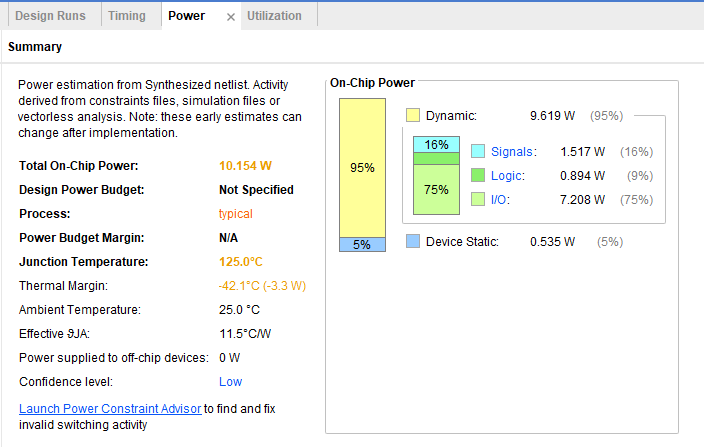 Design Runs Timing Power × Utilization
Summary
Power estimation from Synthesized netlist. Activity
derived from constraints files, simulation files or
vectorless analysis. Note: these early estimates can
change after implementation.
Total On-Chip Power: 10.154 W
Design Power Budget: Not Specified
Process: typical
Power Budget Margin: N/A
Junction Temperature: 125.0°C
Thermal Margin: -42.1°C (-3.3 W)
Ambient Temperature: 25.0 °C
Effective ϑJA: 11.5°C/W
Power supplied to off-chip devices: 0 W
Confidence level: Low
Launch Power Constraint Advisor to find and fix
invalid switching activity
On-Chip Power
95%
5%
Dynamic: 9.619 W (95%)
16%
75%
Signals: 1.517 W (16%)
Logic: 0.894 W (9%)
I/O: 7.208 W (75%)
Device Static: 0.535 W (5%)